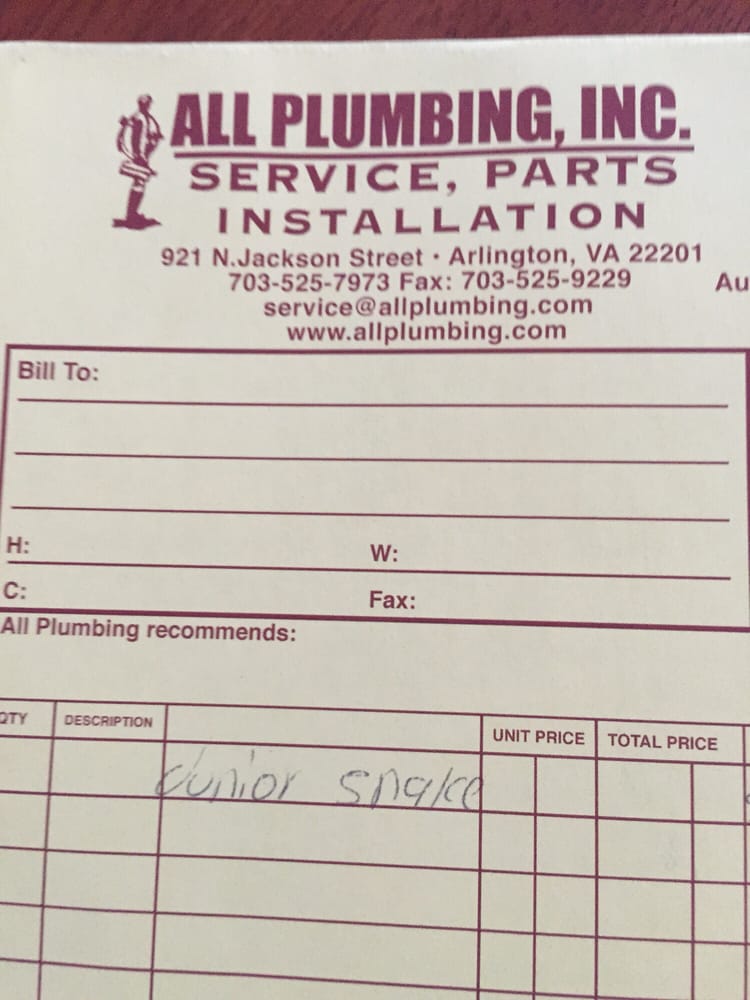 ALL PLUMBING, INC.
SERVICE, PARTS
INSTALLATION
921 N.Jackson Street • Arlington, VA 22201
703-525-7973 Fax: 703-525-9229
Au
service@allplumbing.com
www.allplumbing.com
Bill To:
H: W:
C: Fax:
All Plumbing recommends:
QTY DESCRIPTION UNIT PRICE TOTAL PRICE
Junior snake